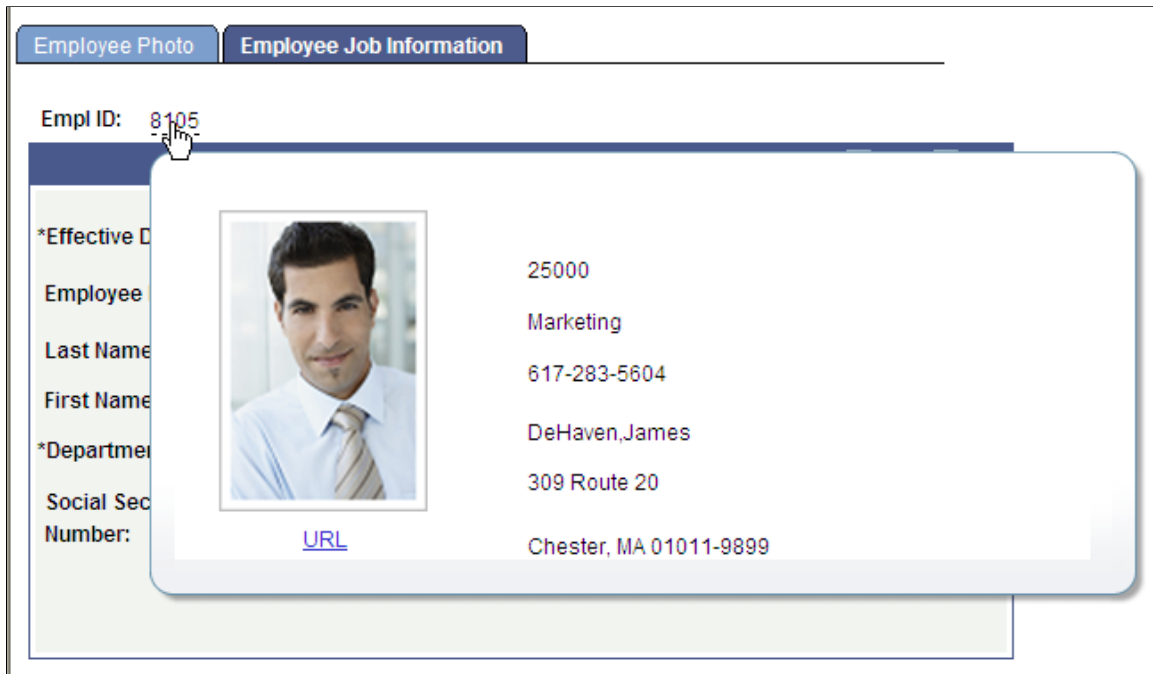 Employee Photo Employee Job Information
Empl ID: 8105
*Effective D
Employee
Last Name
First Name
*Departmer
Social Sec
Number:
25000
Marketing
617-283-5604
DeHaven,James
309 Route 20
Chester, MA 01011-9899
URL